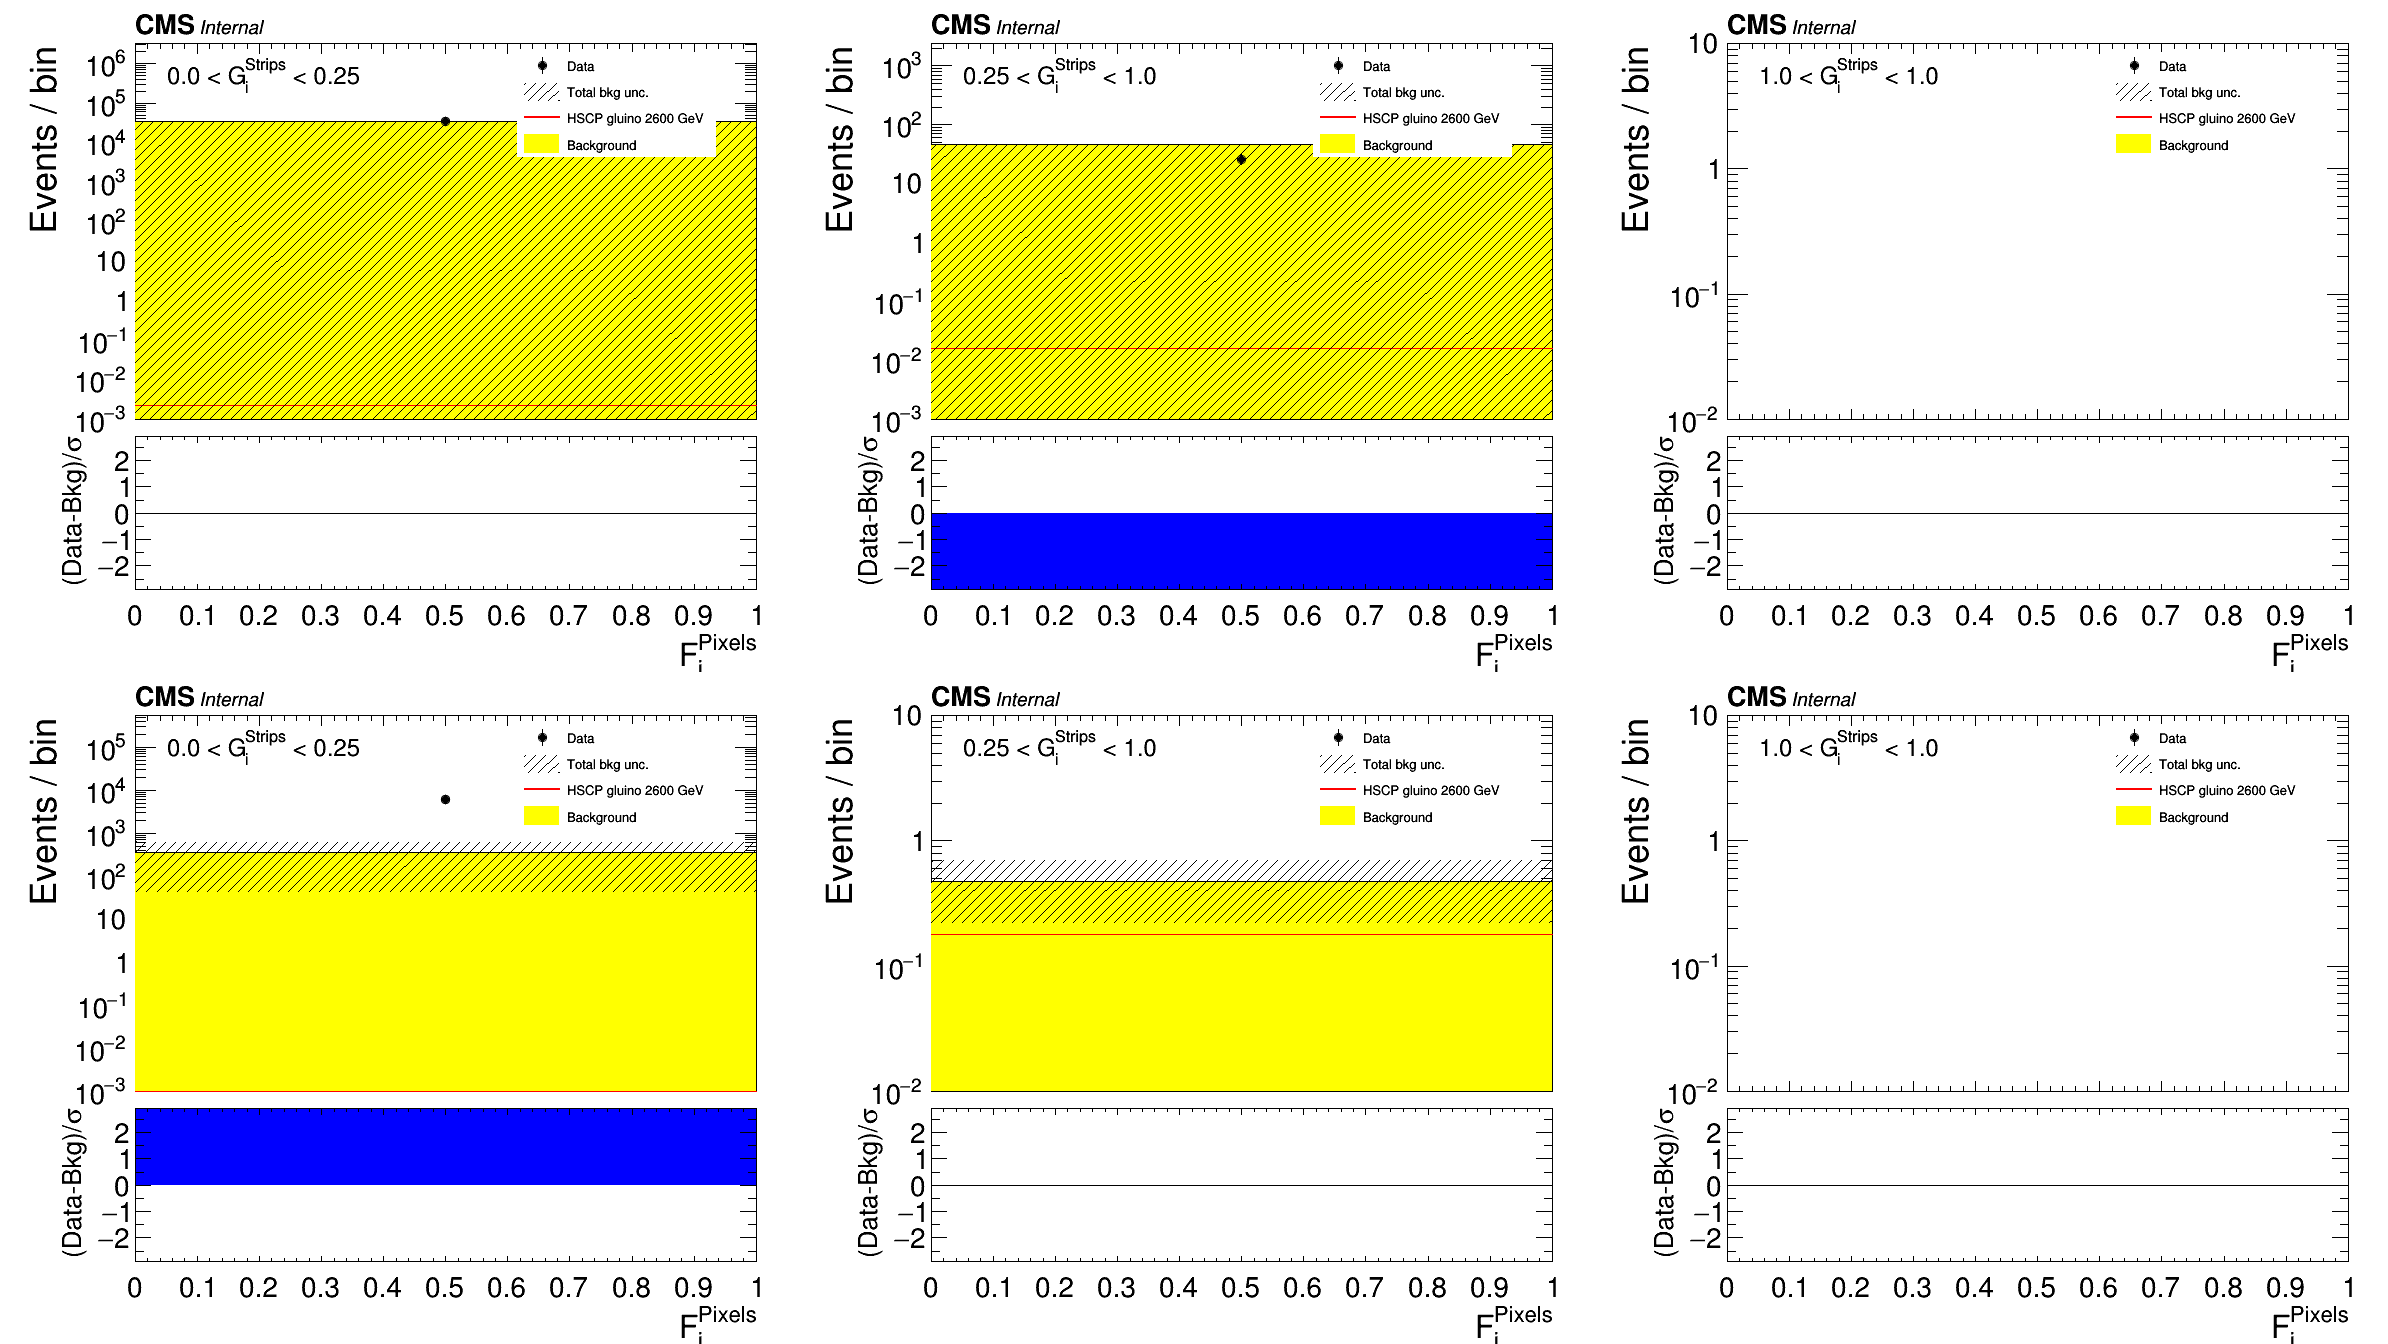 CMS Internal
Events / bin
0.0 < G_i^Strips < 0.25
Data
Total bkg unc.
HSCP gluino 2600 GeV
Background
10^6
10^5
10^4
10^3
10^2
10
1
10^−1
10^−2
10^−3
(Data-Bkg)/σ
2
1
0
−1
−2
0 0.1 0.2 0.3 0.4 0.5 0.6 0.7 0.8 0.9 1
F_i^Pixels
CMS Internal
Events / bin
0.25 < G_i^Strips < 1.0
Data
Total bkg unc.
HSCP gluino 2600 GeV
Background
10^3
10^2
10
1
10^−1
10^−2
10^−3
(Data-Bkg)/σ
2
1
0
−1
−2
0 0.1 0.2 0.3 0.4 0.5 0.6 0.7 0.8 0.9 1
F_i^Pixels
CMS Internal
Events / bin
1.0 < G_i^Strips < 1.0
Data
Total bkg unc.
HSCP gluino 2600 GeV
Background
10
1
10^−1
10^−2
(Data-Bkg)/σ
2
1
0
−1
−2
0 0.1 0.2 0.3 0.4 0.5 0.6 0.7 0.8 0.9 1
F_i^Pixels
CMS Internal
Events / bin
0.0 < G_i^Strips < 0.25
Data
Total bkg unc.
HSCP gluino 2600 GeV
Background
10^5
10^4
10^3
10^2
10
1
10^−1
10^−2
10^−3
(Data-Bkg)/σ
2
1
0
−1
−2
0 0.1 0.2 0.3 0.4 0.5 0.6 0.7 0.8 0.9 1
F_i^Pixels
CMS Internal
Events / bin
0.25 < G_i^Strips < 1.0
Data
Total bkg unc.
HSCP gluino 2600 GeV
Background
10
1
10^−1
10^−2
(Data-Bkg)/σ
2
1
0
−1
−2
0 0.1 0.2 0.3 0.4 0.5 0.6 0.7 0.8 0.9 1
F_i^Pixels
CMS Internal
Events / bin
1.0 < G_i^Strips < 1.0
Data
Total bkg unc.
HSCP gluino 2600 GeV
Background
10
1
10^−1
10^−2
(Data-Bkg)/σ
2
1
0
−1
−2
0 0.1 0.2 0.3 0.4 0.5 0.6 0.7 0.8 0.9 1
F_i^Pixels